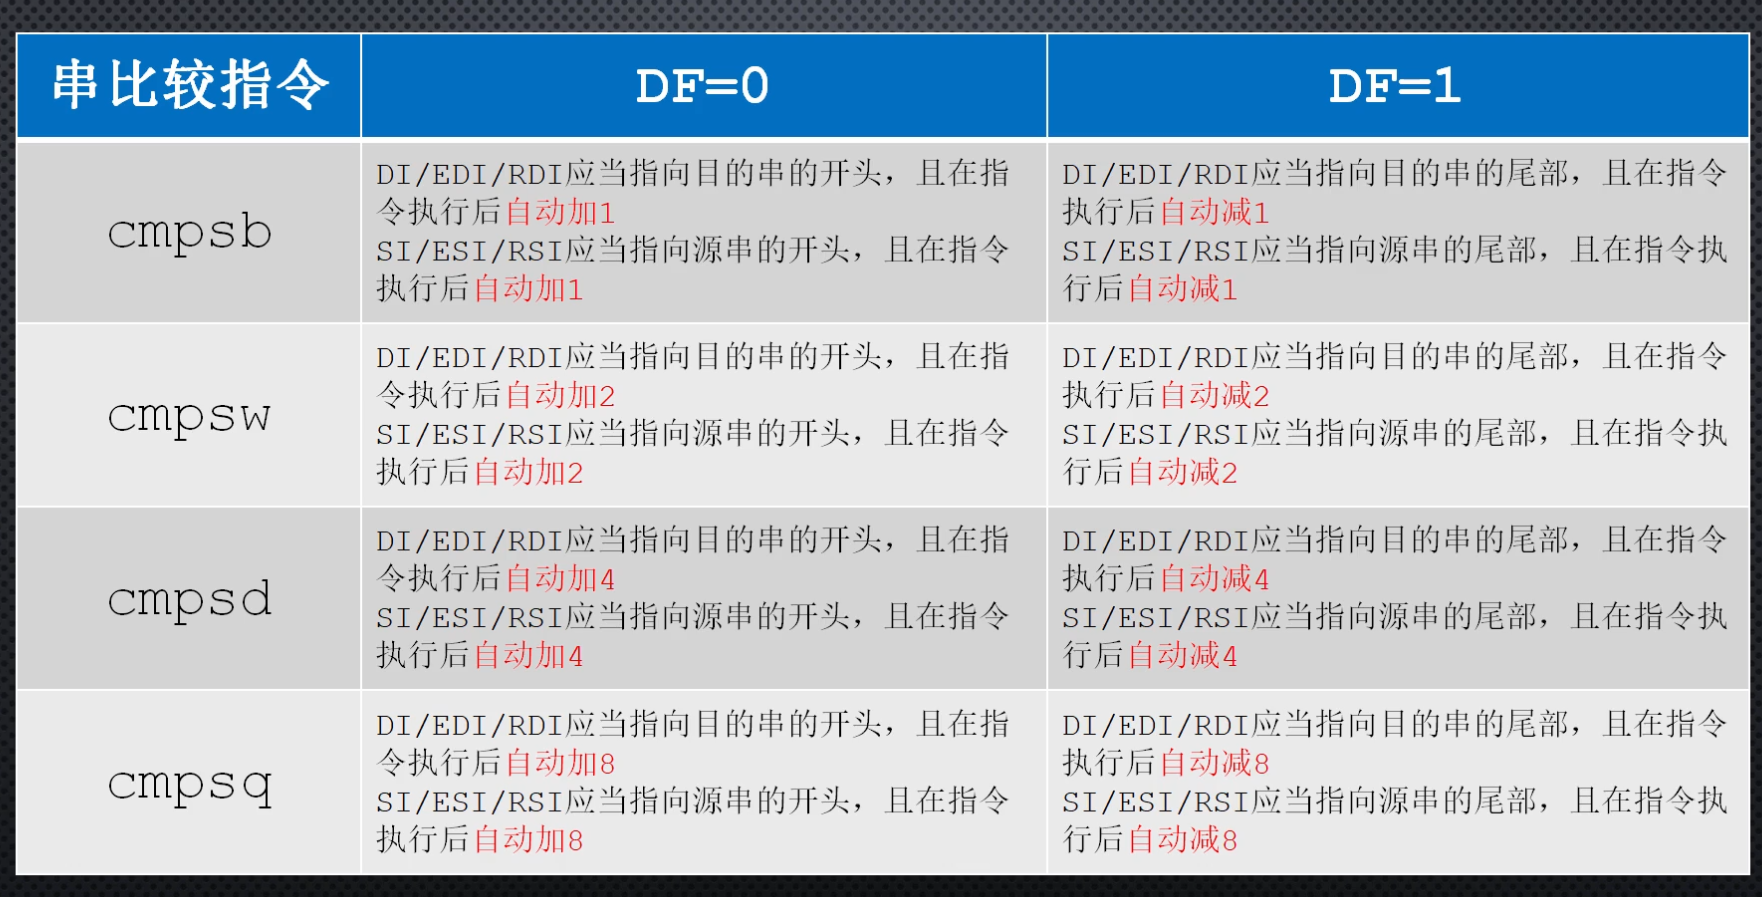 串比较指令
DF=0
DF=1
cmpsb
DI/EDI/RDI应当指向目的串的开头，且在指
令执行后自动加1
SI/ESI/RSI应当指向源串的开头，且在指令
执行后自动加1
DI/EDI/RDI应当指向目的串的尾部，且在指令
执行后自动减1
SI/ESI/RSI应当指向源串的尾部，且在指令执
行后自动减1
cmpsw
DI/EDI/RDI应当指向目的串的开头，且在指
令执行后自动加2
SI/ESI/RSI应当指向源串的开头，且在指令
执行后自动加2
DI/EDI/RDI应当指向目的串的尾部，且在指令
执行后自动减2
SI/ESI/RSI应当指向源串的尾部，且在指令执
行后自动减2
cmpsd
DI/EDI/RDI应当指向目的串的开头，且在指
令执行后自动加4
SI/ESI/RSI应当指向源串的开头，且在指令
执行后自动加4
DI/EDI/RDI应当指向目的串的尾部，且在指令
执行后自动减4
SI/ESI/RSI应当指向源串的尾部，且在指令执
行后自动减4
cmpsq
DI/EDI/RDI应当指向目的串的开头，且在指
令执行后自动加8
SI/ESI/RSI应当指向源串的开头，且在指令
执行后自动加8
DI/EDI/RDI应当指向目的串的尾部，且在指令
执行后自动减8
SI/ESI/RSI应当指向源串的尾部，且在指令执
行后自动减8